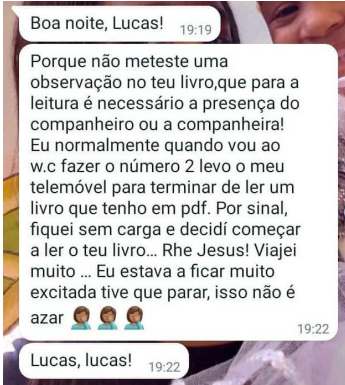 Boa noite, Lucas!
19:19
Porque não meteste uma
observação no teu livro,que para a
leitura é necessário a presença do
companheiro ou a companheira!
Eu normalmente quando vou ao
w.c fazer o número 2 levo o meu
telemóvel para terminar de ler um
livro que tenho em pdf. Por sinal,
fiquei sem carga e decidí começar
a ler o teu livro... Rhe Jesus! Viajei
muito ... Eu estava a ficar muito
excitada tive que parar, isso não é
azar 🤦🏾‍♀️🤦🏾‍♀️🤦🏾‍♀️
19:22
Lucas, lucas!
19:22